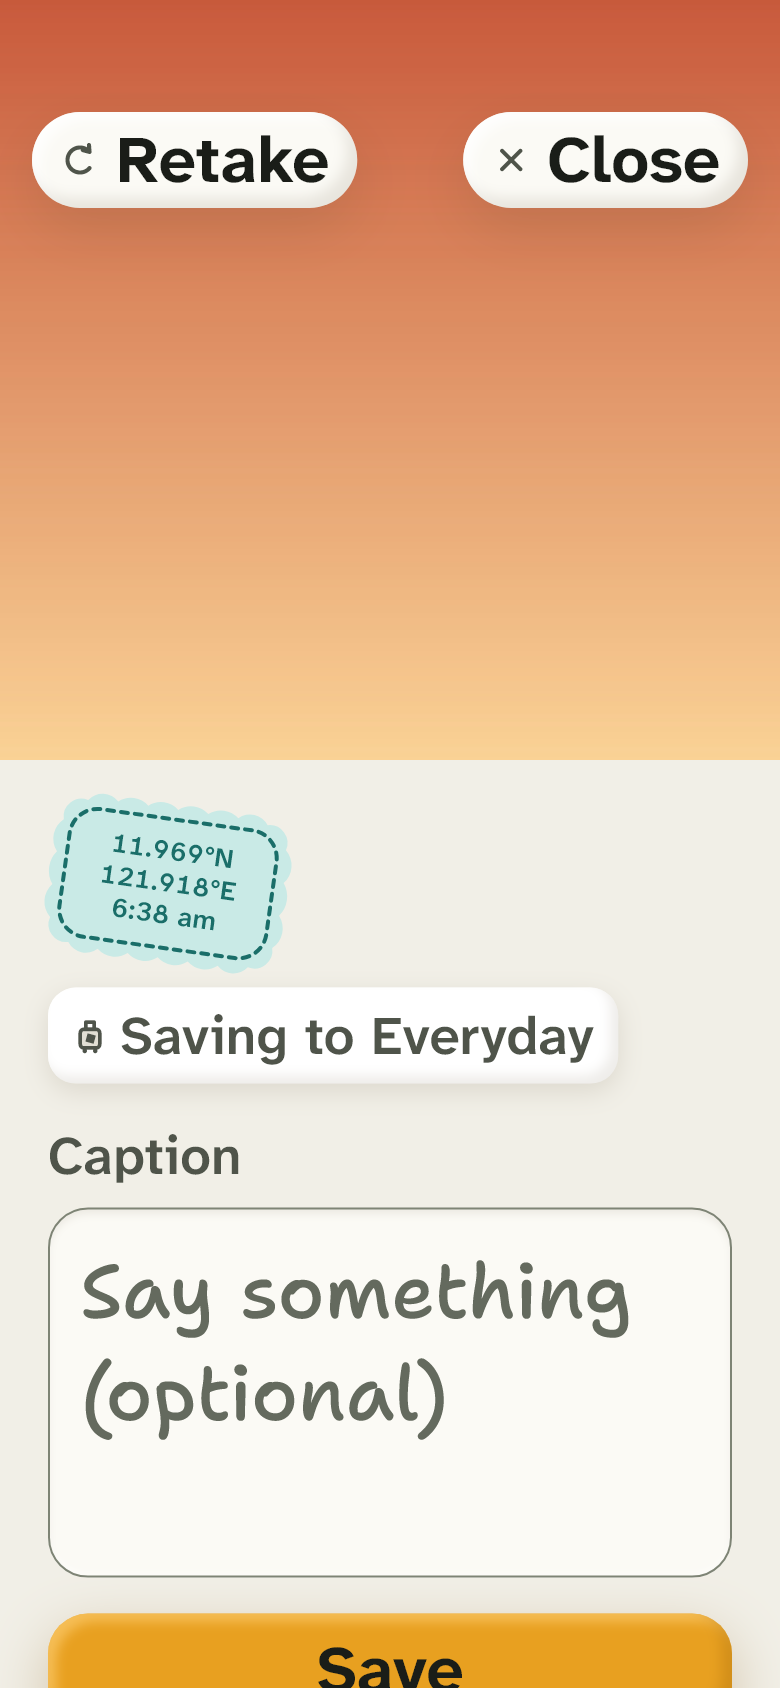 Retake
Close
11.969°N
121.918°E
6:38 am
Saving to Everyday
Caption
Say something
(optional)
Save